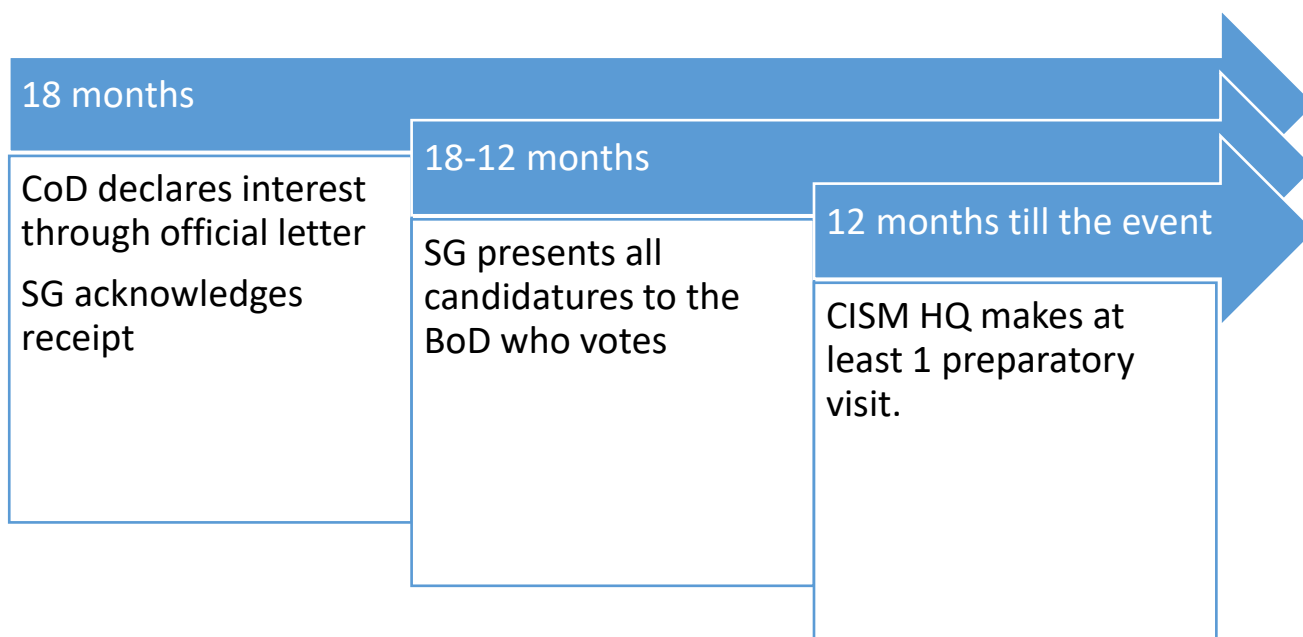 18 months
CoD declares interest
through official letter
SG acknowledges
receipt
18-12 months
SG presents all
candidatures to the
BoD who votes
12 months till the event
CISM HQ makes at
least 1 preparatory
visit.